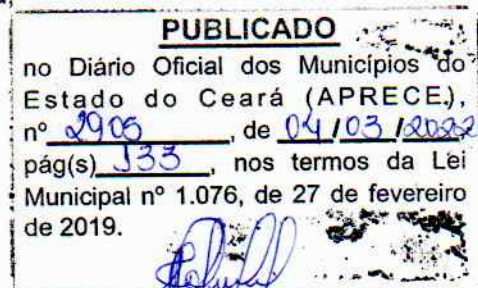 PUBLICADO
no Diário Oficial dos Municípios do
Estado do Ceará (APRECE),
nº 2905, de 04/03/2022
pág(s) 133, nos termos da Lei
Municipal nº 1.076, de 27 de fevereiro
de 2019.